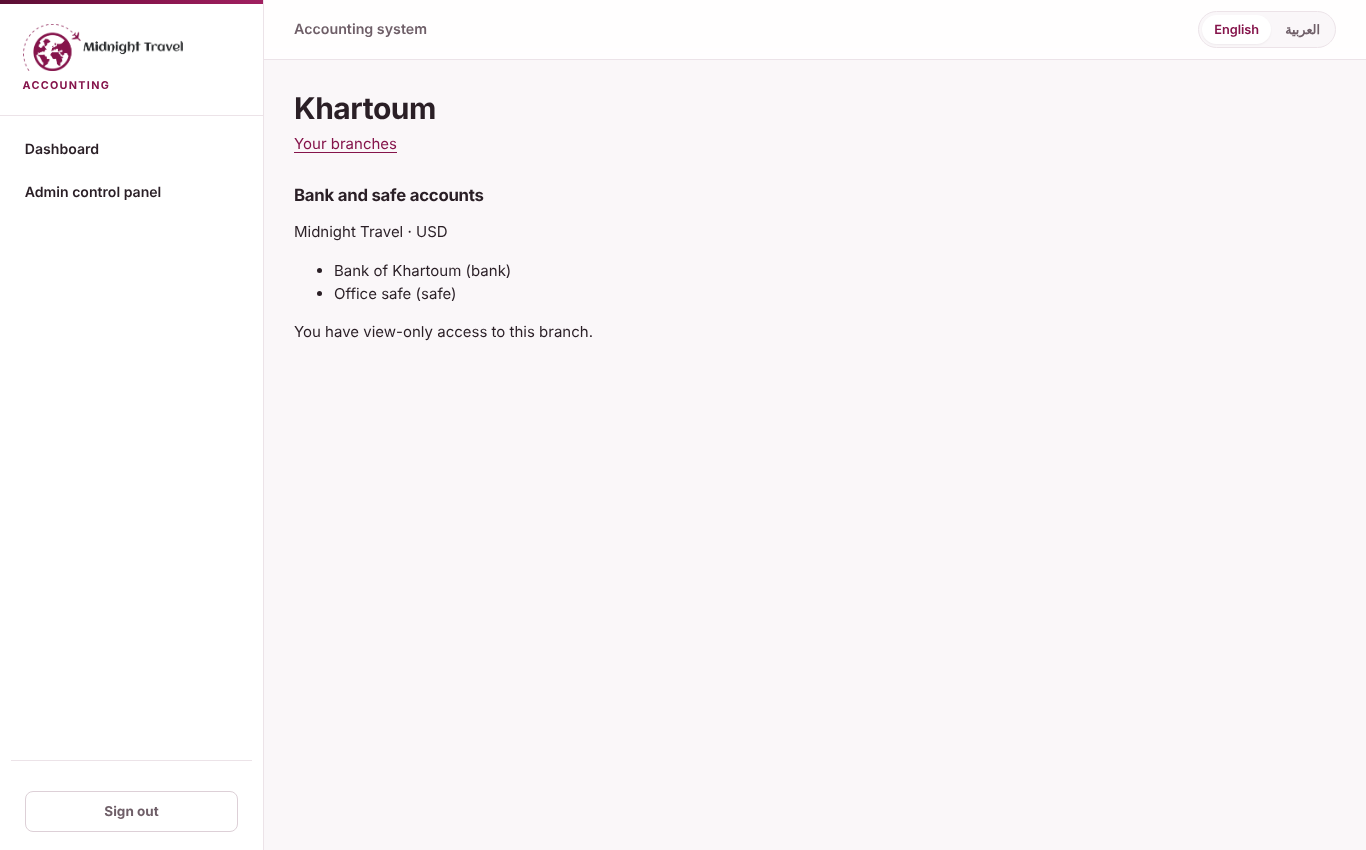 Midnight Travel
ACCOUNTING
Dashboard
Admin control panel
Sign out
Accounting system
English
العربية
Khartoum
Your branches
Bank and safe accounts
Midnight Travel · USD
• Bank of Khartoum (bank)
• Office safe (safe)
You have view-only access to this branch.